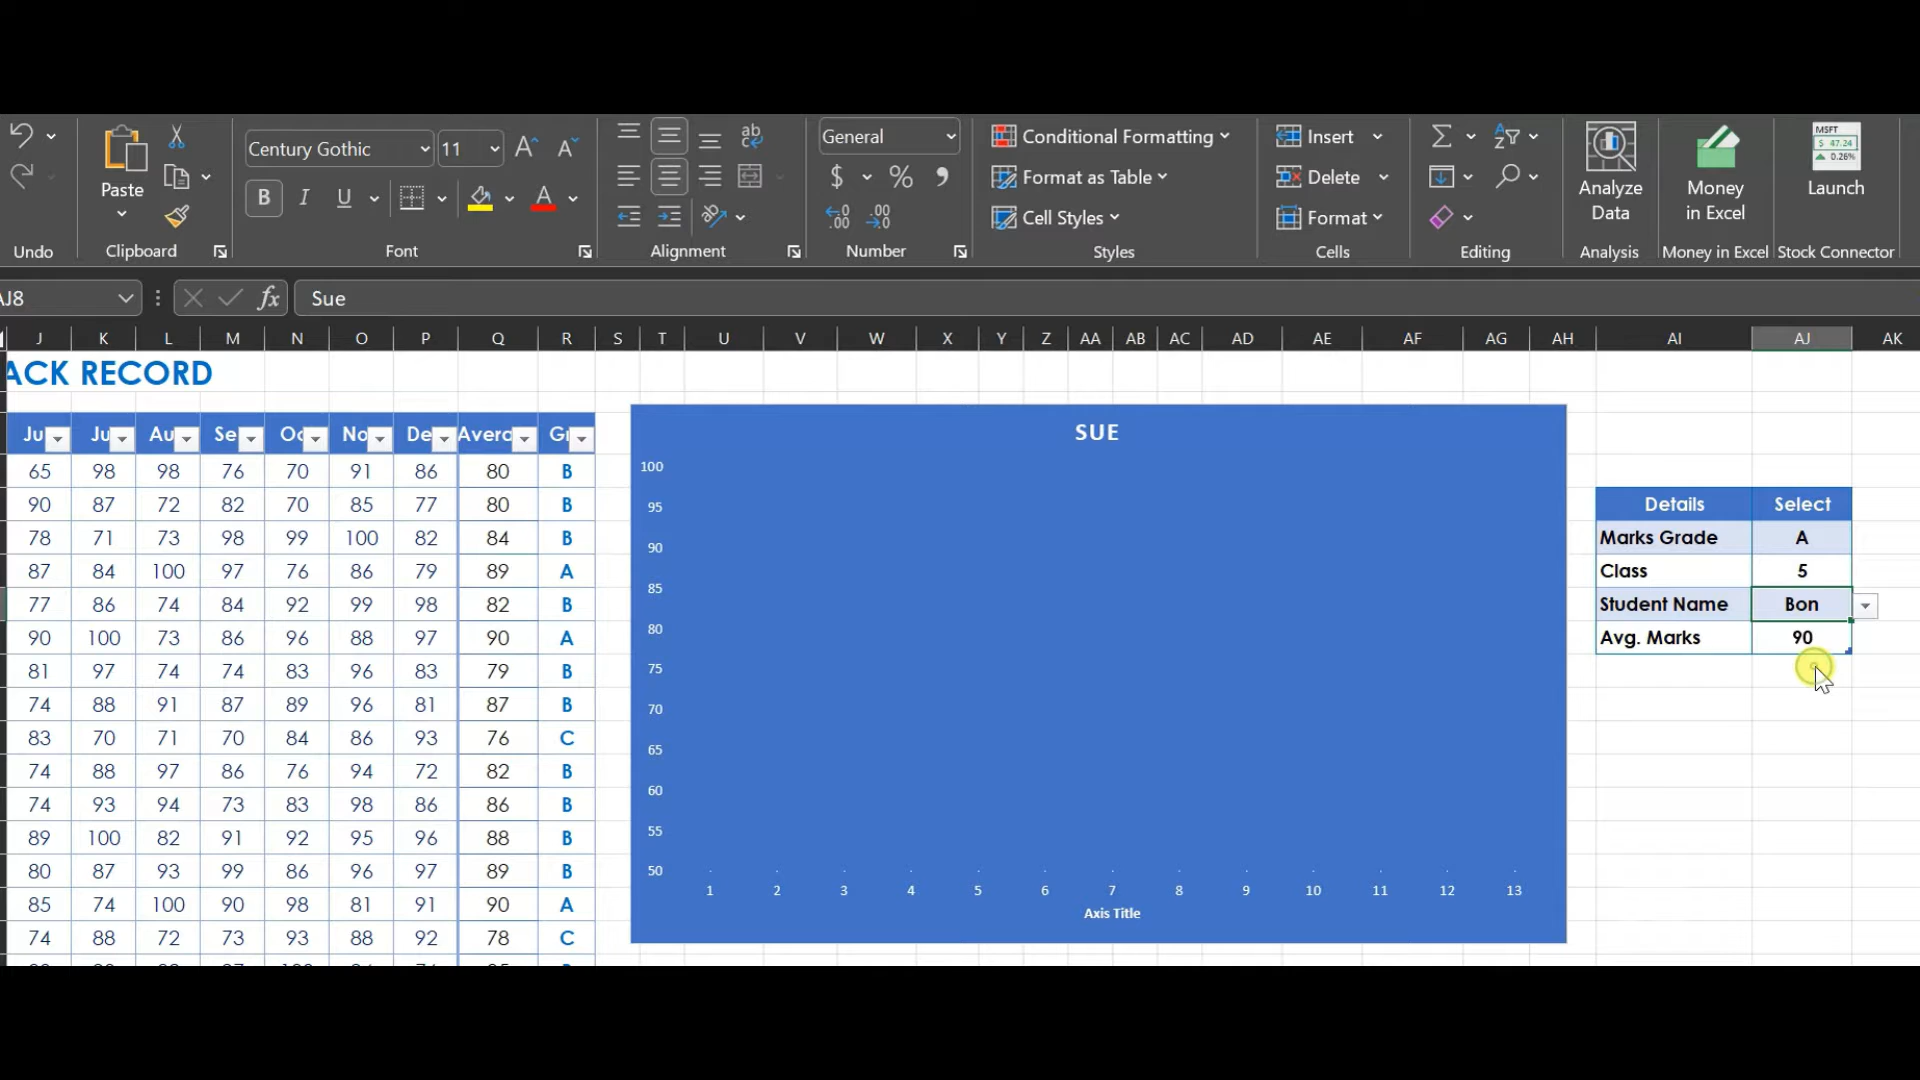 Undo
Paste
Clipboard
Century Gothic 11
B I U
Font
ab
Alignment
General
$ % 9
.00 .00
Number
Conditional Formatting
Format as Table
Cell Styles
Styles
Insert
Delete
Format
Cells
Editing
Analyze
Data
Analysis
Money
in Excel
Money in Excel
MSFT
$ 47.24
0.26%
Launch
Stock Connector
AJ8 fx Sue
J K L M N O P Q R S T U V W X Y Z AA AB AC AD AE AF AG AH AI AJ AK
ACK RECORD
Ju Ju Au Se Oc No De Avera Gr
65 98 98 76 70 91 86 80 B
90 87 72 82 70 85 77 80 B
78 71 73 98 99 100 82 84 B
87 84 100 97 76 86 79 89 A
77 86 74 84 92 99 98 82 B
90 100 73 86 96 88 97 90 A
81 97 74 74 83 96 83 79 B
74 88 91 87 89 96 81 87 B
83 70 71 70 84 86 93 76 C
74 88 97 86 76 94 72 82 B
74 93 94 73 83 98 86 86 B
89 100 82 91 92 95 96 88 B
80 87 93 99 86 96 97 89 B
85 74 100 90 98 81 91 90 A
74 88 72 73 93 88 92 78 C
SUE
100
95
90
85
80
75
70
65
60
55
50
1 2 3 4 5 6 7 8 9 10 11 12 13
Axis Title
Details Select
Marks Grade A
Class 5
Student Name Bon
Avg. Marks 90